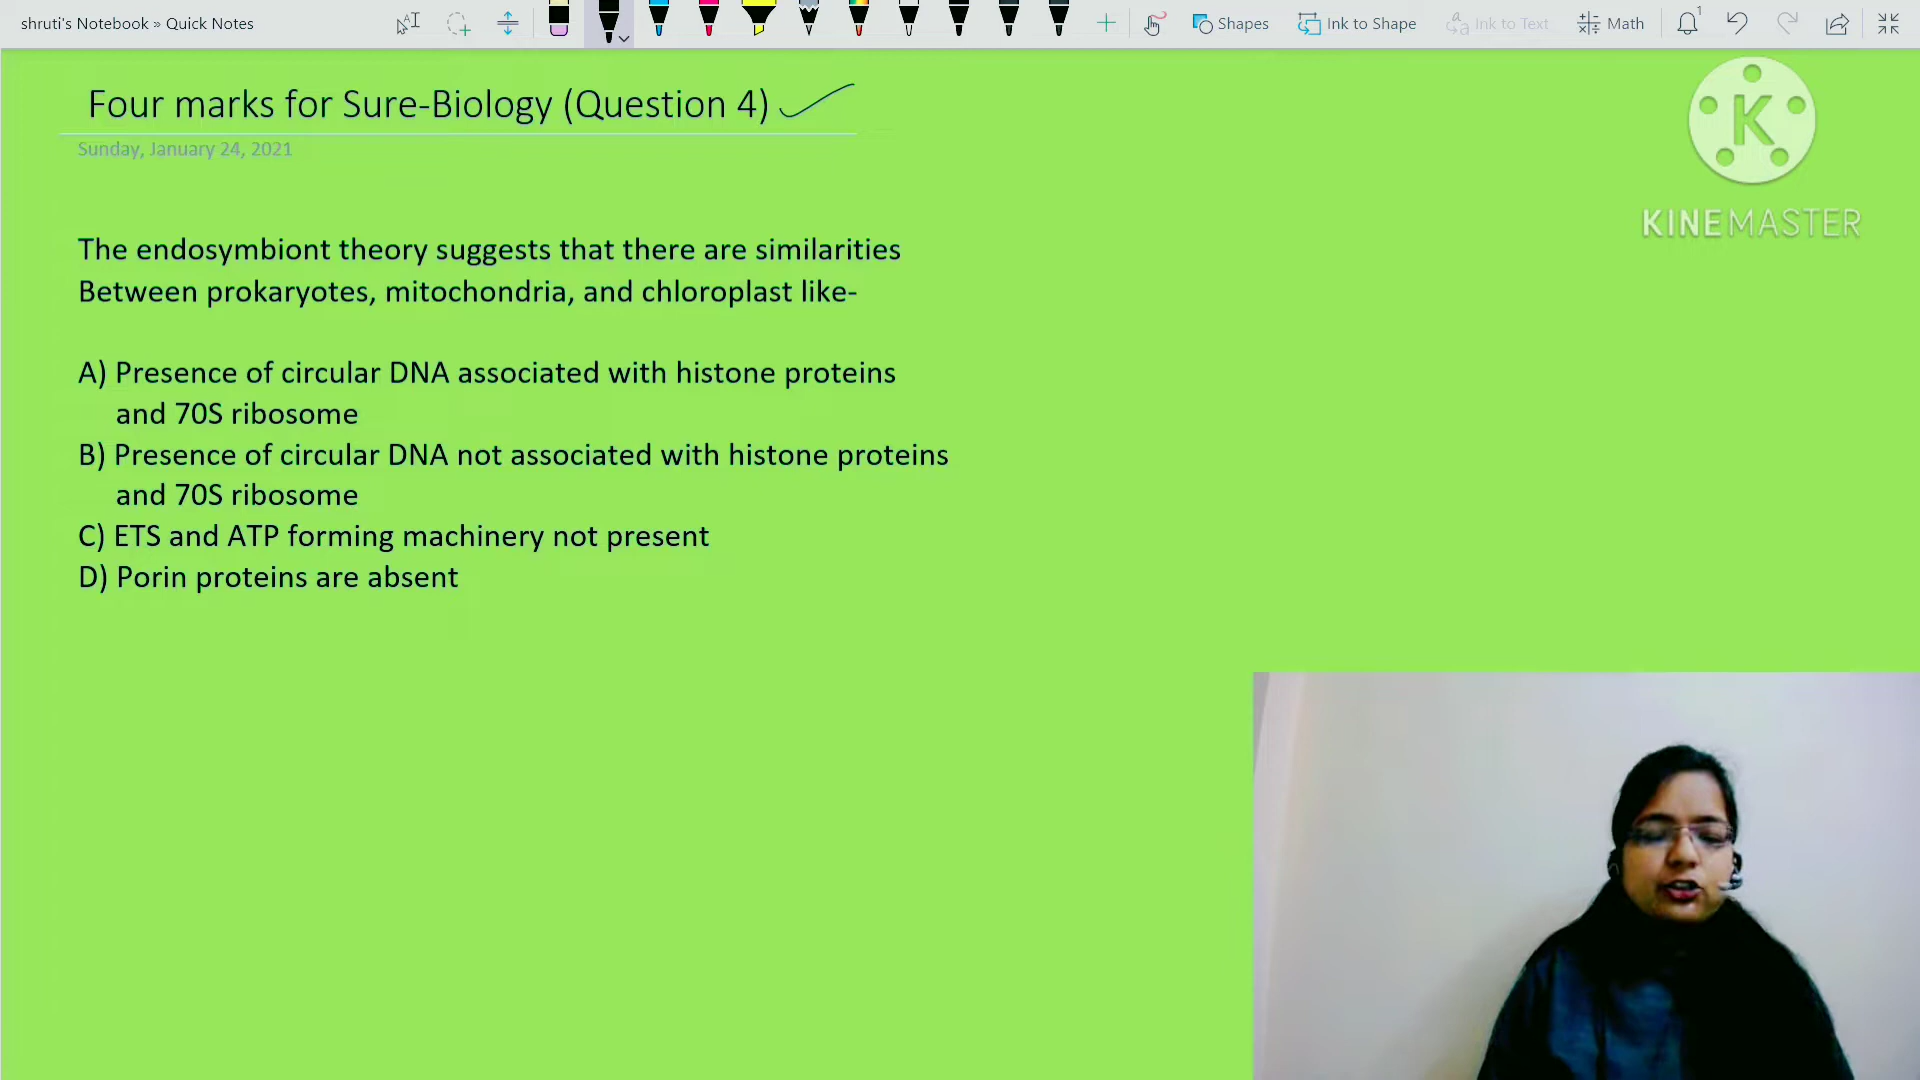 shruti's Notebook » Quick Notes
Shapes
Ink to Shape
Ink to Text
Math
1
Four marks for Sure-Biology (Question 4)
Sunday, January 24, 2021
K
KINEMASTER
The endosymbiont theory suggests that there are similarities
Between prokaryotes, mitochondria, and chloroplast like-
A) Presence of circular DNA associated with histone proteins
and 70S ribosome
B) Presence of circular DNA not associated with histone proteins
and 70S ribosome
C) ETS and ATP forming machinery not present
D) Porin proteins are absent